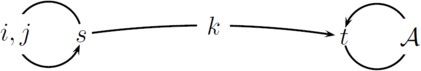 i, j s k t 𝒜